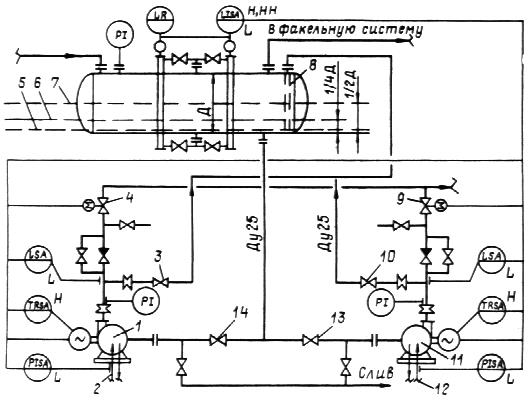 LR
LISA
H, HH
L
PI
в факельную систему
5
6
7
8
Д
1/4Д
1/2Д
4
9
Ду25
Ду25
LSA
L
3
10
LSA
L
PI
PI
TRSA
H
TRSA
H
1
14
13
11
PISA
L
2
Слив
12
PISA
L